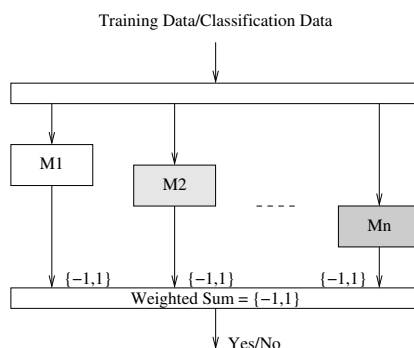 Training Data/Classification Data
M1
M2
Mn
{−1,1}
{−1,1}
{−1,1}
Weighted Sum = {−1,1}
Yes/No